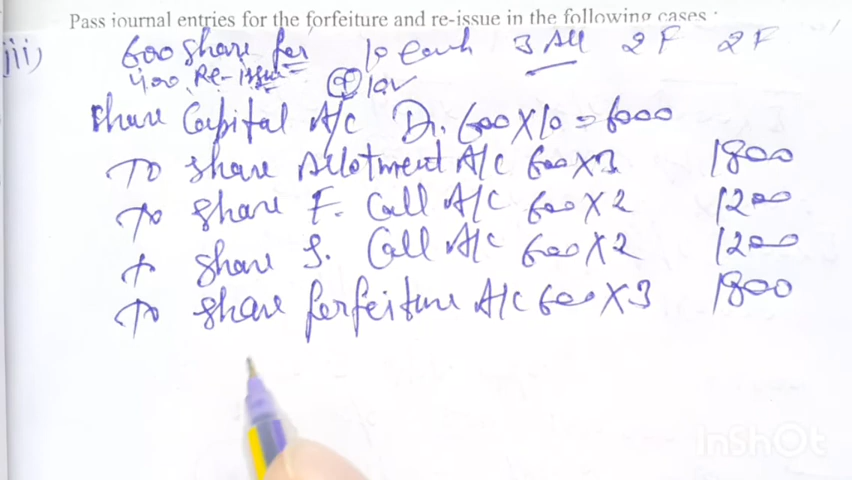 Pass journal entries for the forfeiture and re-issue in the following cases :
iii) 600 share for 10 each 3 All 2 F 2 F
400 Re-issue @ 10
Share Capital A/C Dr. 600 X 10 = 6000
To Share Allotment A/C 600 X 3 1800
To Share F. Call A/C 600 X 2 1200
To Share S. Call A/C 600 X 2 1200
To Share forfeiture A/C 600 X 3 1800
InShOt